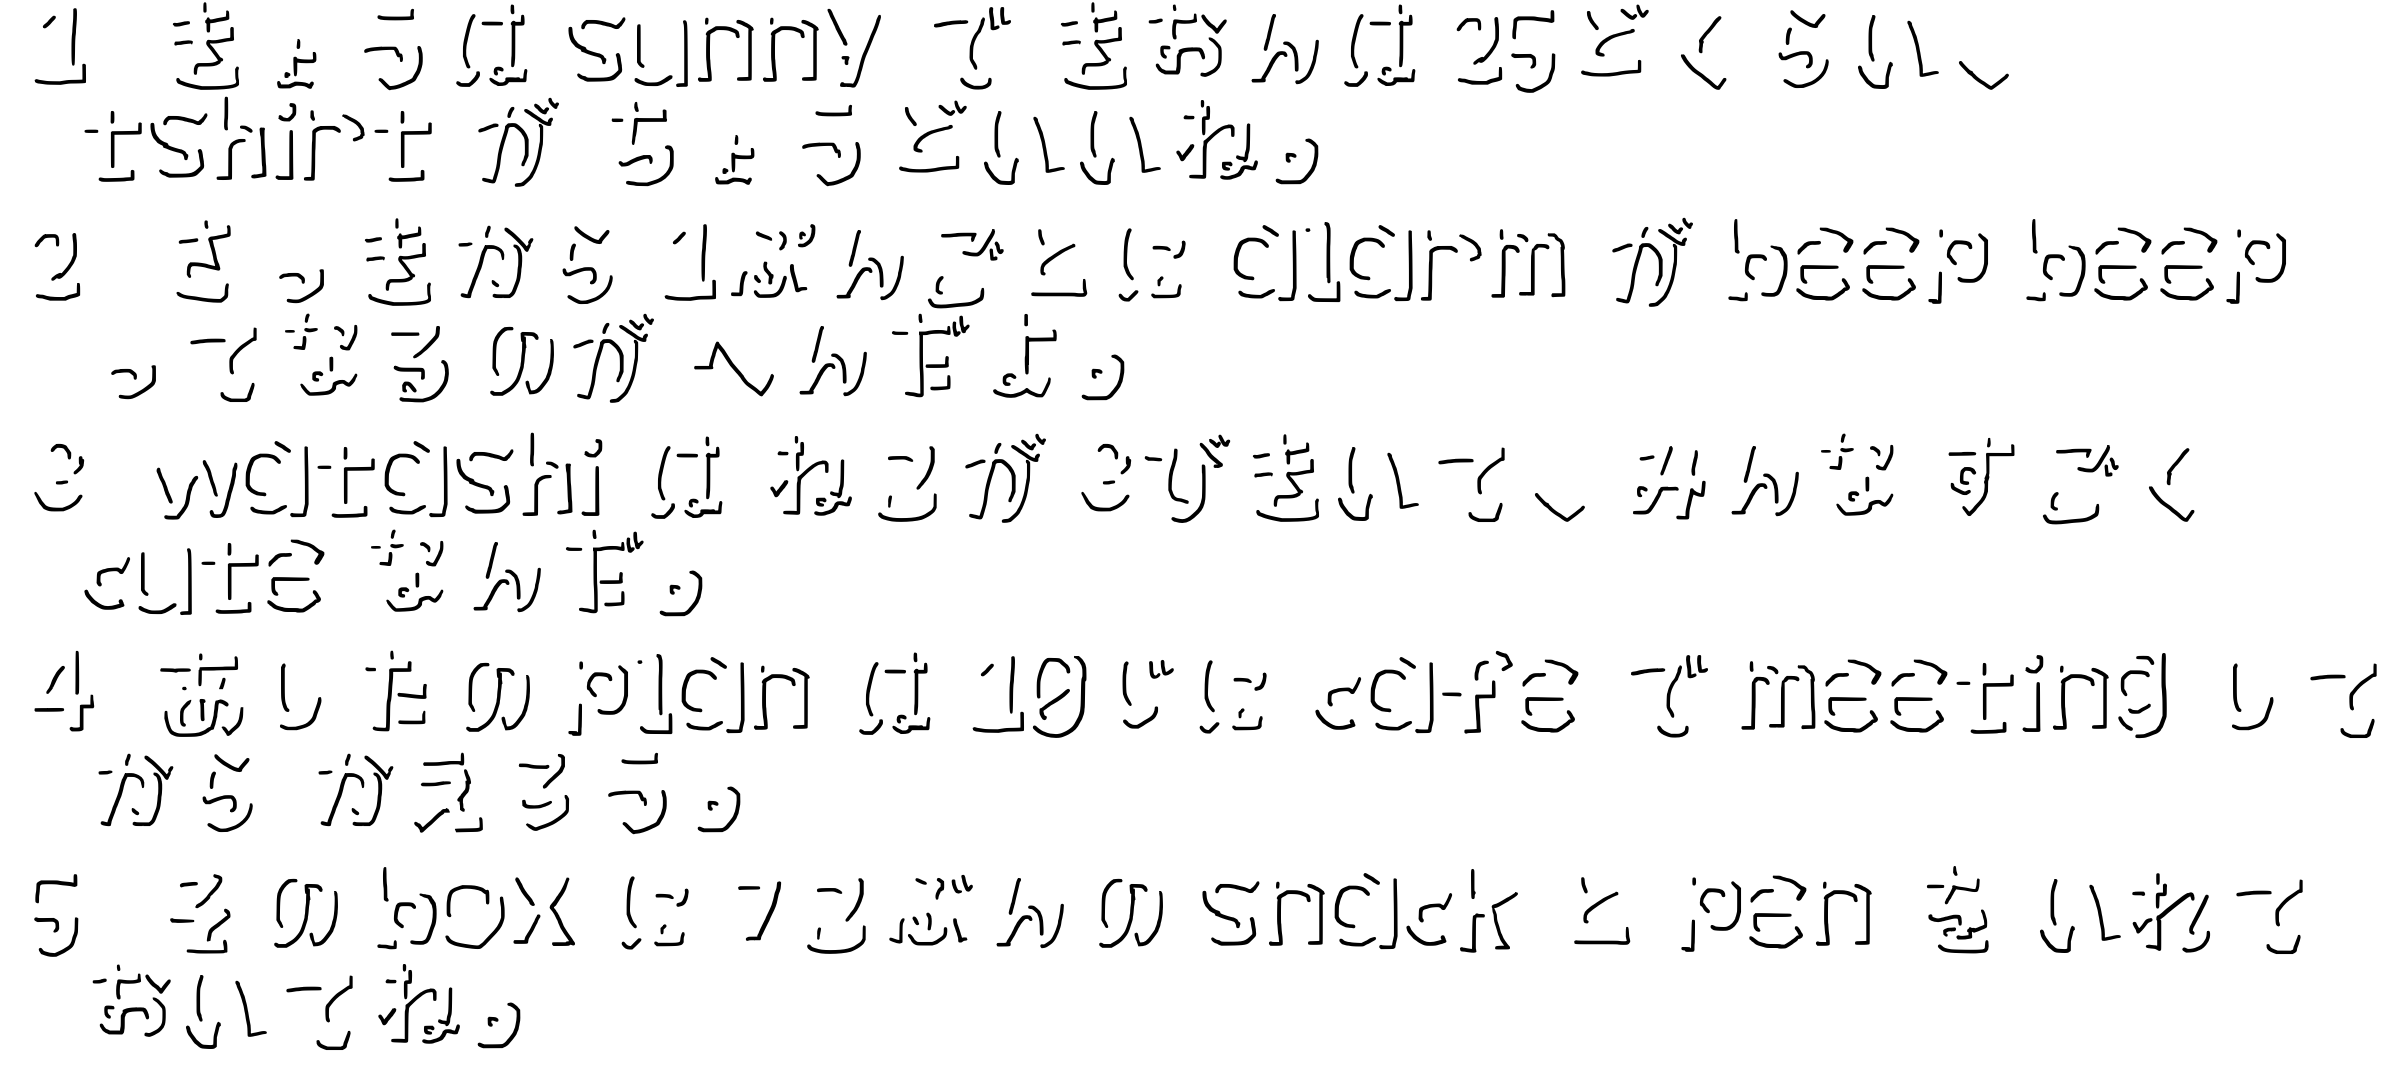 1 きょうは sunny で きおんは 25どくらい、
tshirt が ちょうどいいね。
2 さっきから 1ぷんごとに alarm が beep beep
ってなるのが へんだよ。
3 watashi は ねこが 3びきいて、 みんな すごく
cute なんだ。
4 あしたの plan は 10じに cafe で meeting して
から かえろう。
5 その box に 7こぶんの snack と pen をいれて
おいてね。